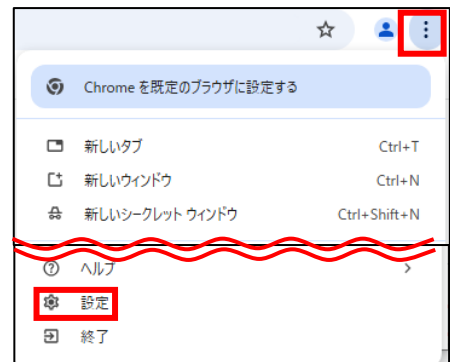 Chrome を既定のブラウザに設定する
新しいタブ Ctrl+T
新しいウィンドウ Ctrl+N
新しいシークレット ウィンドウ Ctrl+Shift+N
ヘルプ
設定
終了